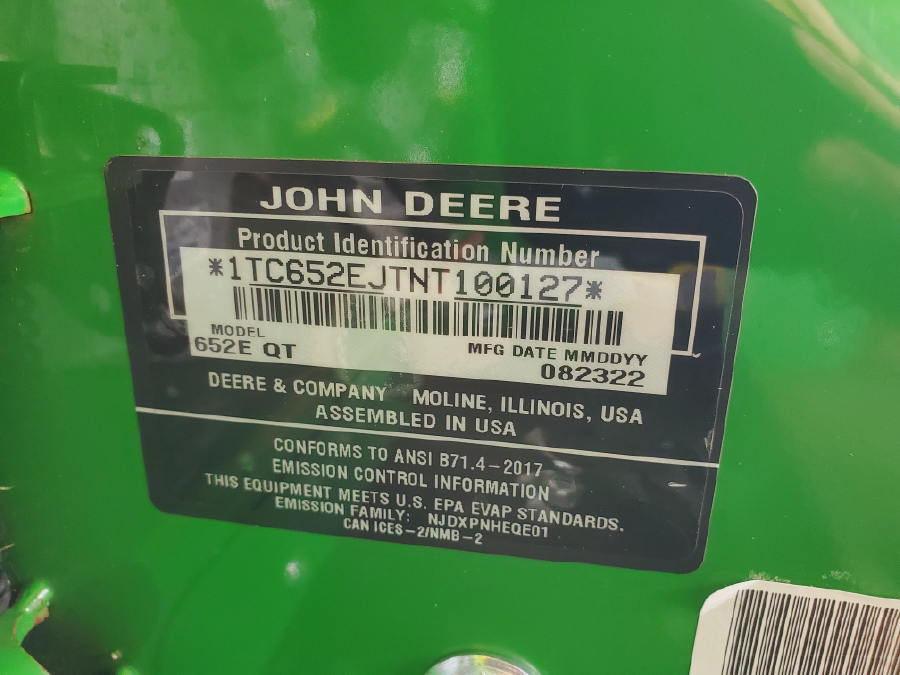 JOHN DEERE
Product Identification Number
*1TC652EJTNT100127*
MODEL
652E QT
MFG DATE MMDDYY
082322
DEERE & COMPANY MOLINE, ILLINOIS, USA
ASSEMBLED IN USA
CONFORMS TO ANSI B71.4-2017
EMISSION CONTROL INFORMATION
THIS EQUIPMENT MEETS U.S. EPA EVAP STANDARDS.
EMISSION FAMILY: NJDXPNHEQE01
CAN ICES-2/NMB-2